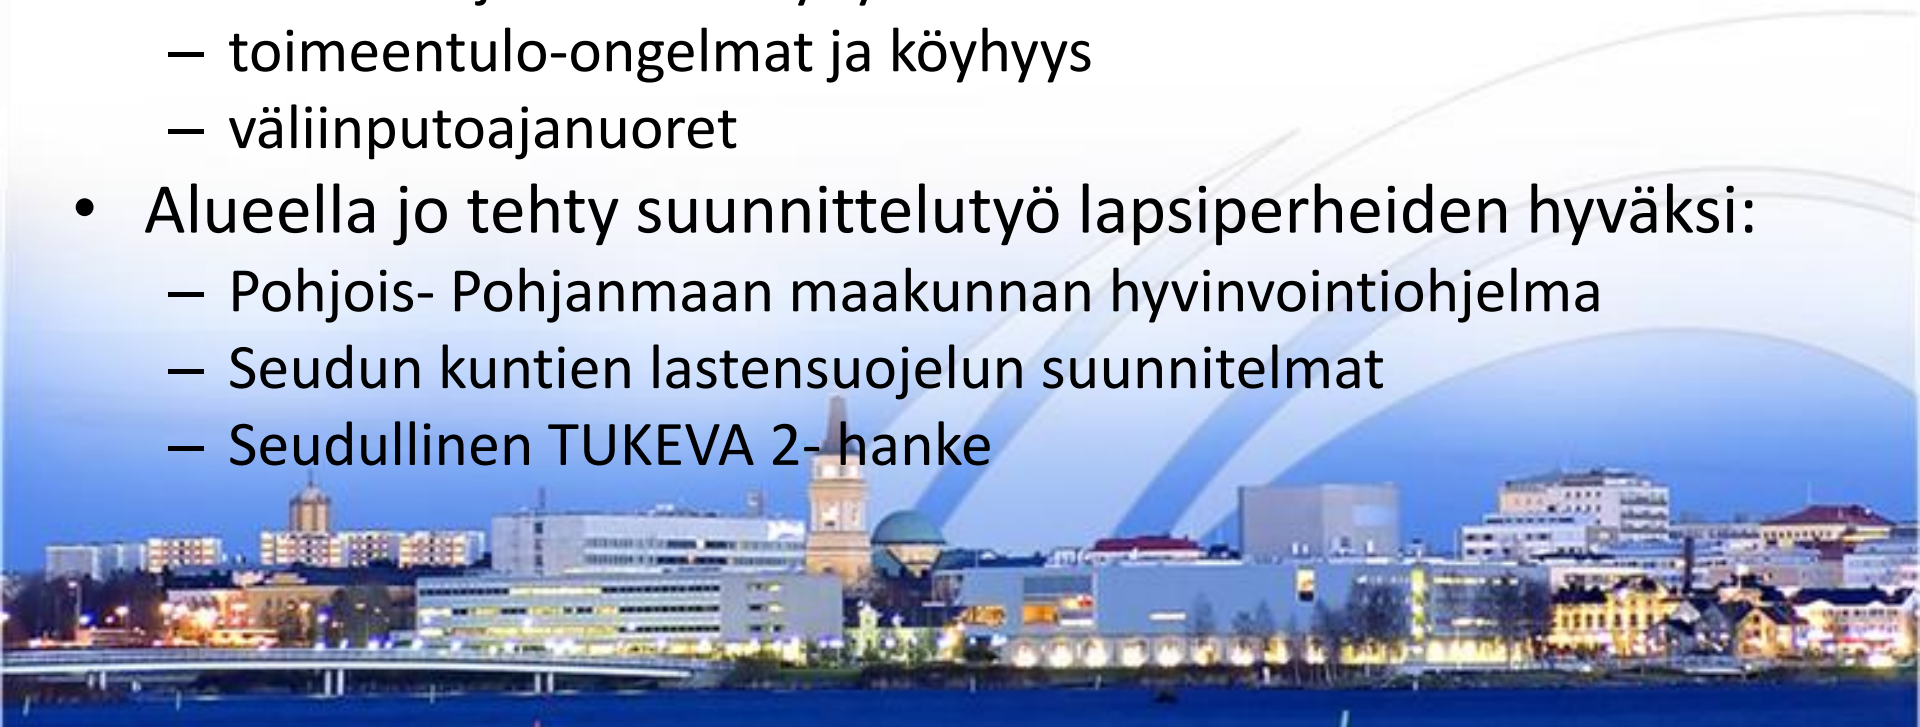 – toimeentulo-ongelmat ja köyhyys
– väliinputoajanuoret
• Alueella jo tehty suunnittelutyö lapsiperheiden hyväksi:
– Pohjois- Pohjanmaan maakunnan hyvinvointiohjelma
– Seudun kuntien lastensuojelun suunnitelmat
– Seudullinen TUKEVA 2- hanke